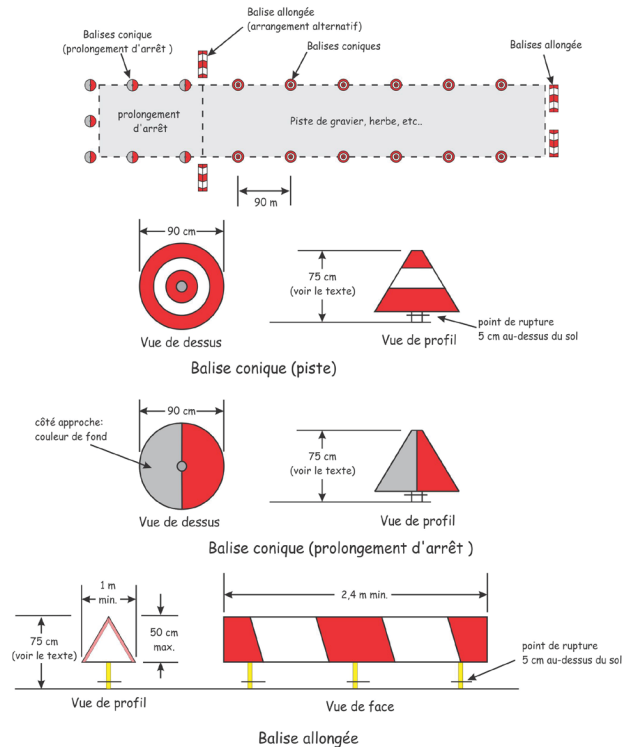 Balise allongée
(arrangement alternatif)
Balises conique
(prolongement d'arrêt )
Balises coniques
Balises allongée
prolongement
d'arrêt
Piste de gravier, herbe, etc..
90 m
90 cm
75 cm
(voir le texte)
point de rupture
5 cm au-dessus du sol
Vue de dessus
Vue de profil
Balise conique (piste)
90 cm
côté approche:
couleur de fond
75 cm
(voir le texte)
Vue de dessus
Vue de profil
Balise conique (prolongement d'arrêt )
1 m
min.
2,4 m min.
75 cm
(voir le texte)
50 cm
max.
point de rupture
5 cm au-dessus du sol
Vue de profil
Vue de face
Balise allongée